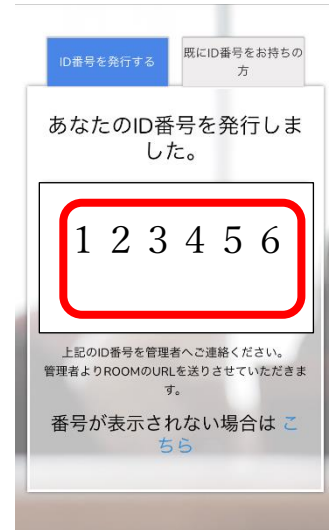 ID番号を発行する
既にID番号をお持ちの
方
あなたのID番号を発行しま
した。
１２３４５６
上記のID番号を管理者へご連絡ください。
管理者よりROOMのURLを送りさせていただきま
す。
番号が表示されない場合は こ
ちら